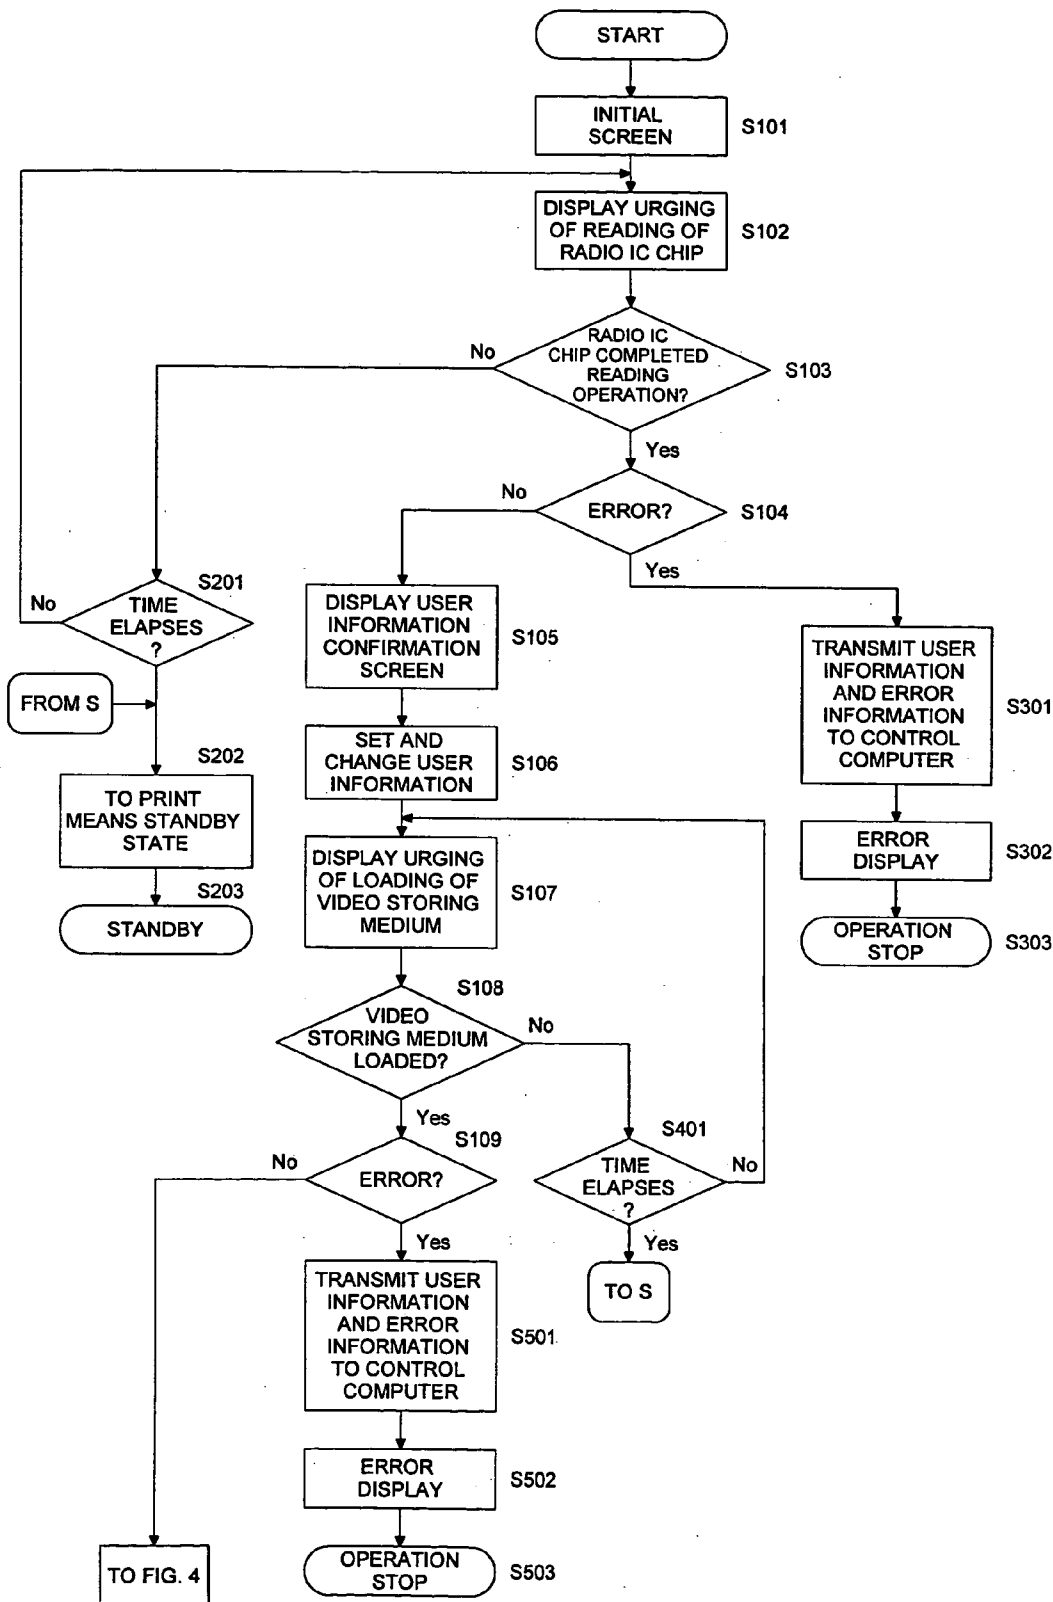 START
INITIAL
SCREEN
S101
DISPLAY URGING
OF READING OF
RADIO IC CHIP
S102
RADIO IC
CHIP COMPLETED
READING
OPERATION?
S103
No
Yes
ERROR?
S104
No
Yes
S201
TIME
ELAPSES
?
No
FROM S
S202
TO PRINT
MEANS STANDBY
STATE
S203
STANDBY
DISPLAY USER
INFORMATION
CONFIRMATION
SCREEN
S105
SET AND
CHANGE USER
INFORMATION
S106
DISPLAY URGING
OF LOADING OF
VIDEO STORING
MEDIUM
S107
TRANSMIT USER
INFORMATION
AND ERROR
INFORMATION
TO CONTROL
COMPUTER
S301
ERROR
DISPLAY
S302
OPERATION
STOP
S303
S108
VIDEO
STORING MEDIUM
LOADED?
No
Yes
S109
ERROR?
No
Yes
S401
TIME
ELAPSES
?
No
Yes
TO S
TRANSMIT USER
INFORMATION
AND ERROR
INFORMATION
TO CONTROL
COMPUTER
S501
ERROR
DISPLAY
S502
OPERATION
STOP
S503
TO FIG. 4